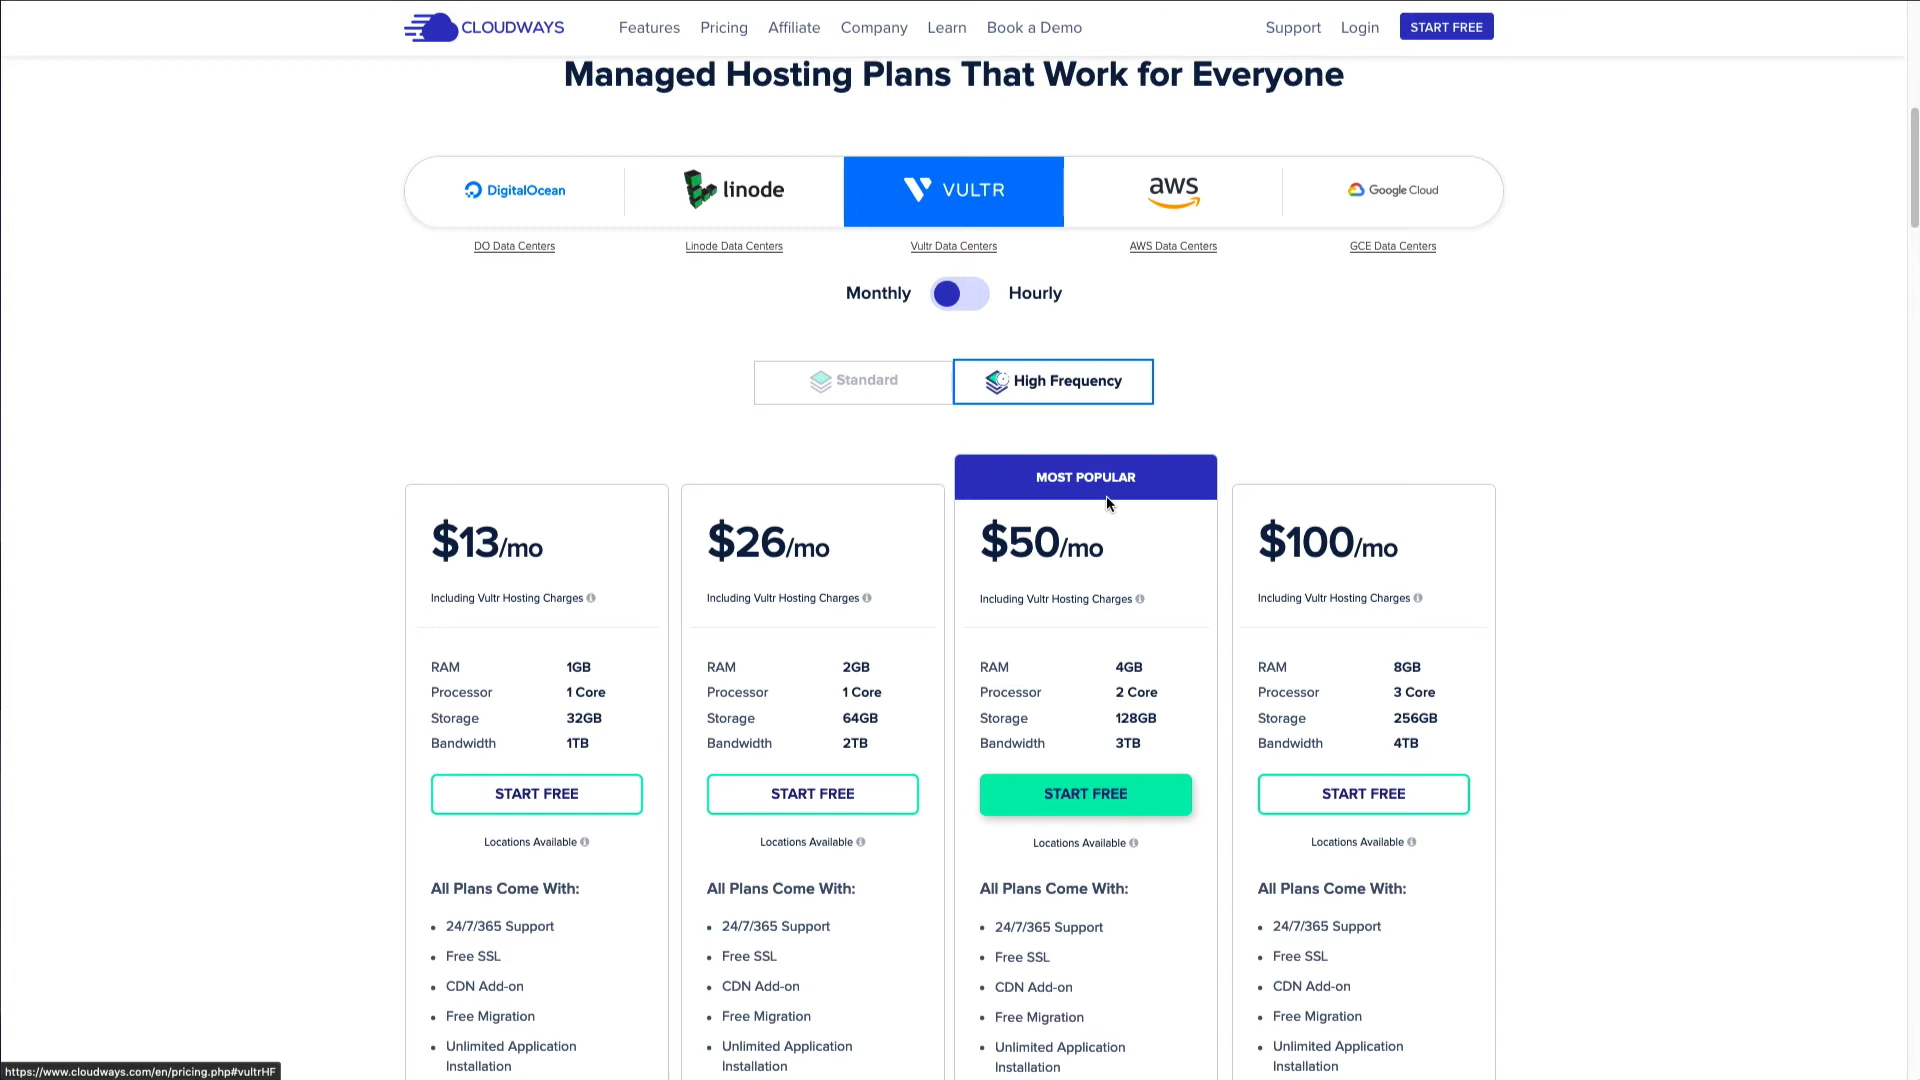 CLOUDWAYS
Features Pricing Affiliate Company Learn Book a Demo Support Login START FREE
Managed Hosting Plans That Work for Everyone
DigitalOcean linode VULTR aws Google Cloud
DO Data Centers Linode Data Centers Vultr Data Centers AWS Data Centers GCE Data Centers
Monthly Hourly
Standard High Frequency
MOST POPULAR
$13/mo $26/mo $50/mo $100/mo
Including Vultr Hosting Charges Including Vultr Hosting Charges Including Vultr Hosting Charges Including Vultr Hosting Charges
RAM 1GB RAM 2GB RAM 4GB RAM 8GB
Processor 1 Core Processor 1 Core Processor 2 Core Processor 3 Core
Storage 32GB Storage 64GB Storage 128GB Storage 256GB
Bandwidth 1TB Bandwidth 2TB Bandwidth 3TB Bandwidth 4TB
START FREE START FREE START FREE START FREE
Locations Available Locations Available Locations Available Locations Available
All Plans Come With: All Plans Come With: All Plans Come With: All Plans Come With:
• 24/7/365 Support • 24/7/365 Support • 24/7/365 Support • 24/7/365 Support
• Free SSL • Free SSL • Free SSL • Free SSL
• CDN Add-on • CDN Add-on • CDN Add-on • CDN Add-on
• Free Migration • Free Migration • Free Migration • Free Migration
• Unlimited Application • Unlimited Application • Unlimited Application • Unlimited Application
Installation Installation Installation Installation
https://www.cloudways.com/en/pricing.php#vultrHF